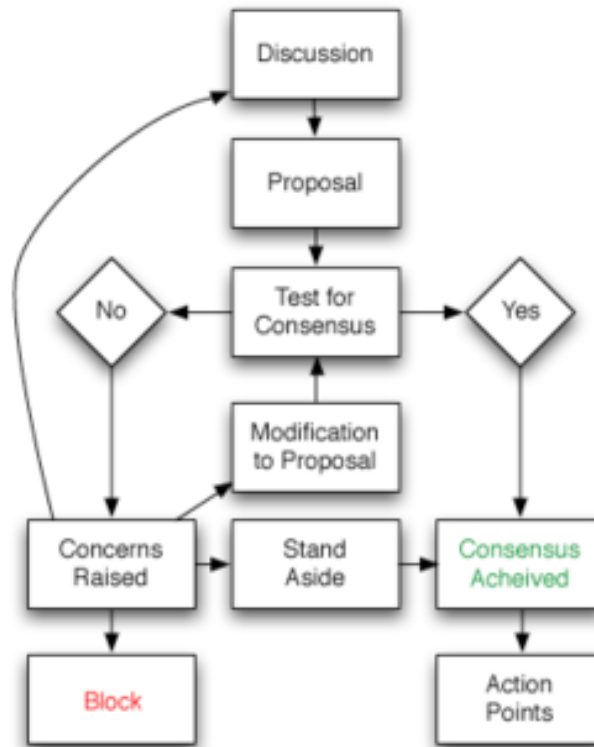 Discussion
Proposal
No
Test for
Consensus
Yes
Modification
to Proposal
Concerns
Raised
Stand
Aside
Consensus
Acheived
Block
Action
Points